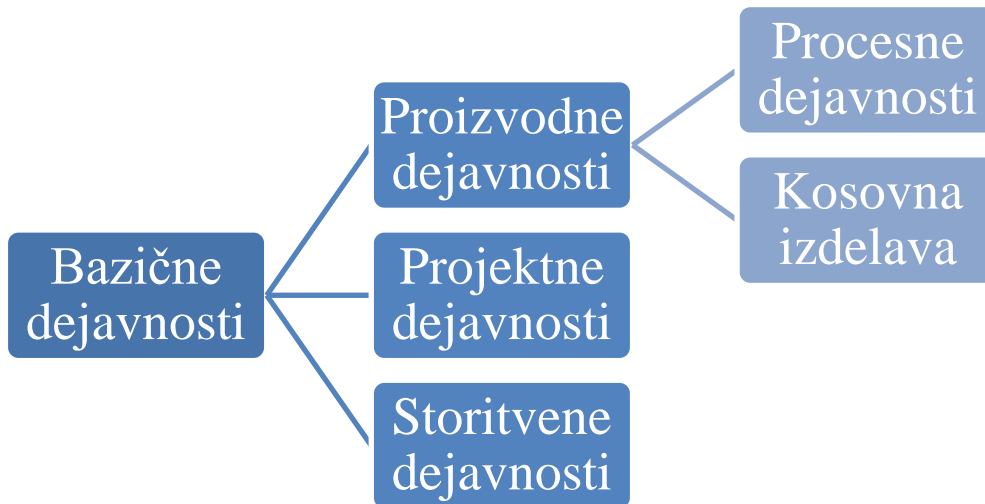 Bazične
dejavnosti
Proizvodne
dejavnosti
Procesne
dejavnosti
Kosovna
izdelava
Projektne
dejavnosti
Storitvene
dejavnosti